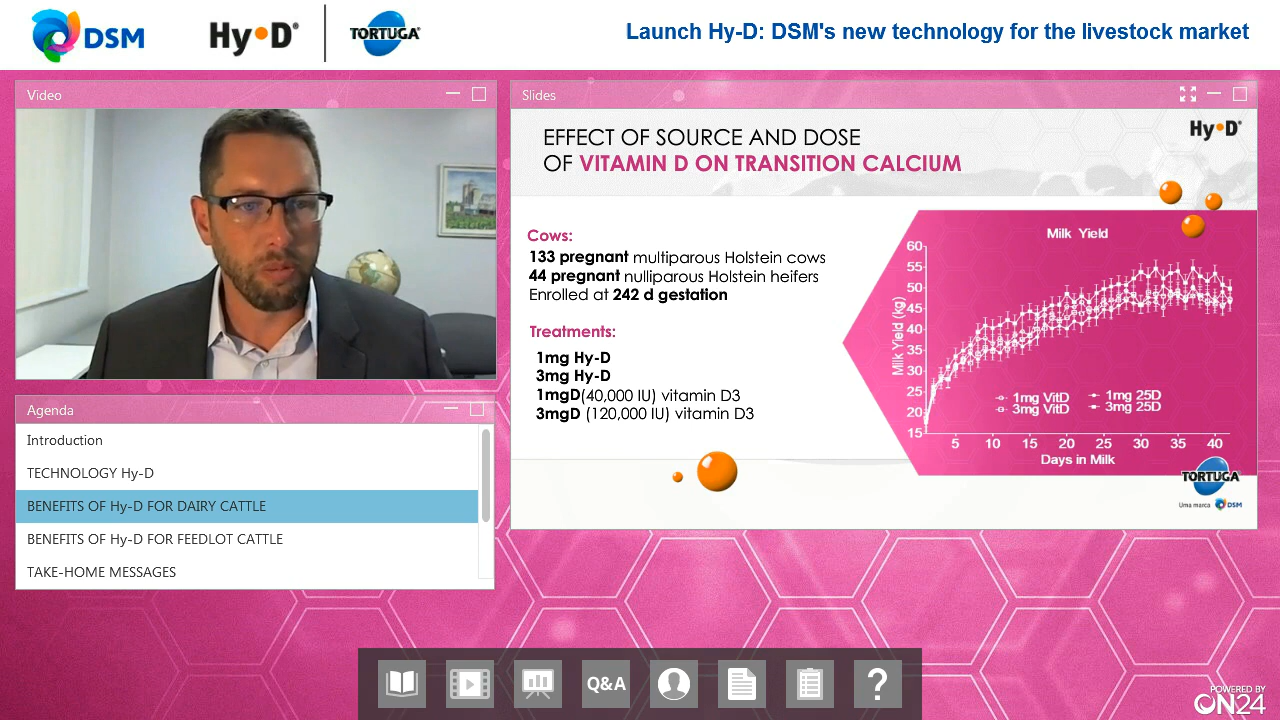 DSM
Hy•D®
TORTUGA
Launch Hy-D: DSM's new technology for the livestock market
Video
Slides
EFFECT OF SOURCE AND DOSE
OF VITAMIN D ON TRANSITION CALCIUM
Hy•D®
Cows:
133 pregnant multiparous Holstein cows
44 pregnant nulliparous Holstein heifers
Enrolled at 242 d gestation
Treatments:
1mg Hy-D
3mg Hy-D
1mgD(40,000 IU) vitamin D3
3mgD (120,000 IU) vitamin D3
Milk Yield
Milk Yield (kg)
60
55
50
45
40
35
30
25
20
15
1mg VitD
1mg 25D
3mg VitD
3mg 25D
5 10 15 20 25 30 35 40
Days in Milk
TORTUGA
Uma marca DSM
Agenda
Introduction
TECHNOLOGY Hy-D
BENEFITS OF Hy-D FOR DAIRY CATTLE
BENEFITS OF Hy-D FOR FEEDLOT CATTLE
TAKE-HOME MESSAGES
Q&A
?
POWERED BY
ON24